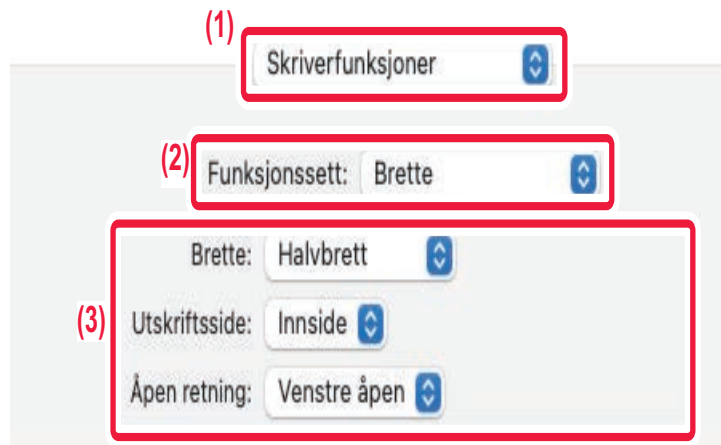 (1)
Skriverfunksjoner
(2) Funksjonssett: Brette
Brette: Halvbrett
(3) Utskriftsside: Innside
Åpen retning: Venstre åpen